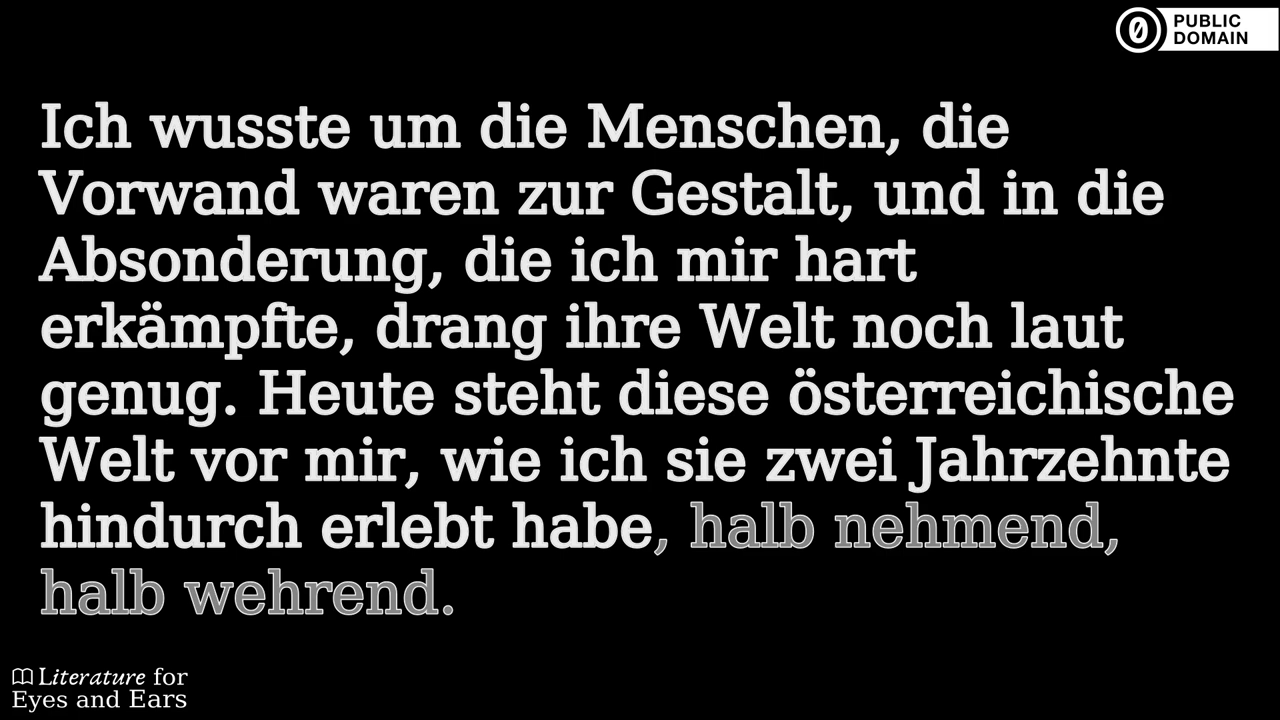 PUBLIC
DOMAIN
Ich wusste um die Menschen, die
Vorwand waren zur Gestalt, und in die
Absonderung, die ich mir hart
erkämpfte, drang ihre Welt noch laut
genug. Heute steht diese österreichische
Welt vor mir, wie ich sie zwei Jahrzehnte
hindurch erlebt habe, halb nehmend,
halb wehrend.
Literature for
Eyes and Ears